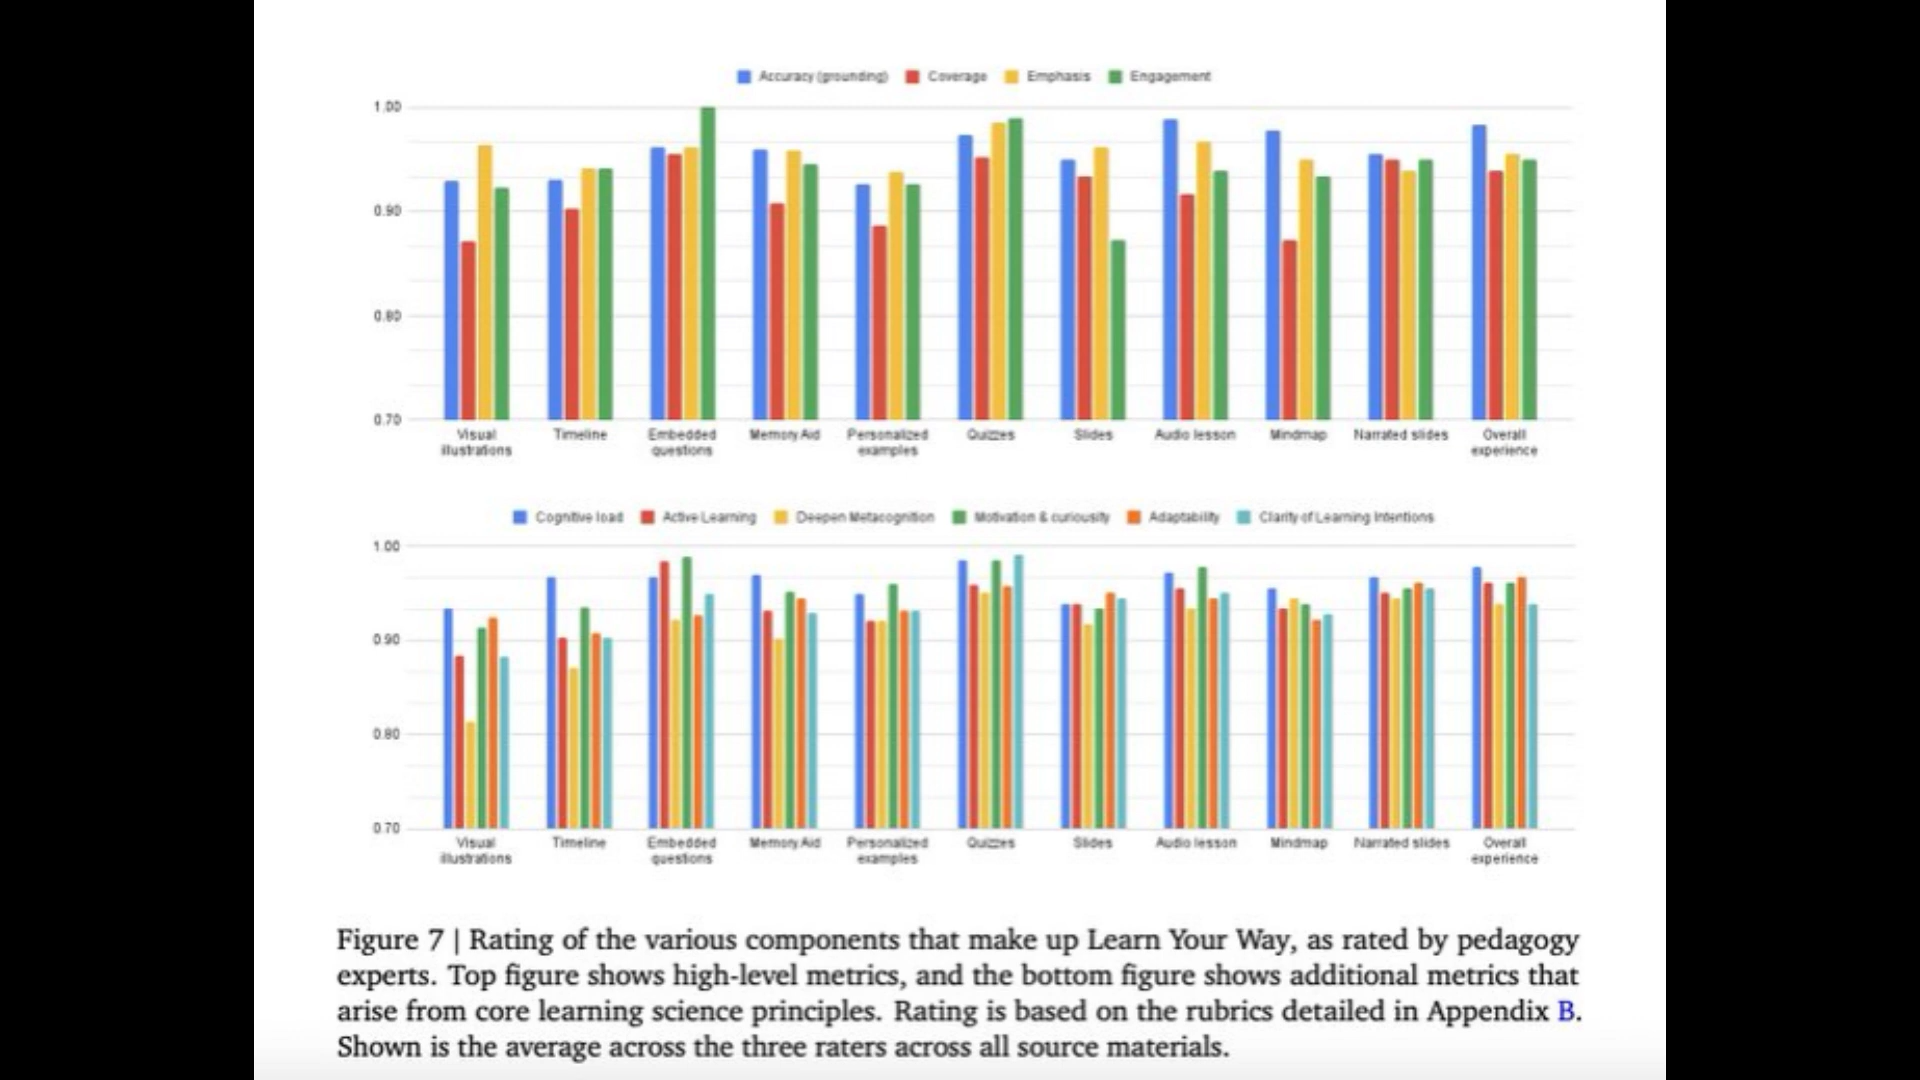 Accuracy (grounding) Coverage Emphasis Engagement
1.00
0.90
0.80
0.70
Visual illustrations Timeline Embedded questions Memory Aid Personalized examples Quizzes Slides Audio lesson Mindmap Narrated slides Overall experience
Cognitive load Active Learning Deepen Metacognition Motivation & curiousity Adaptability Clarity of Learning Intentions
1.00
0.90
0.80
0.70
Visual illustrations Timeline Embedded questions Memory Aid Personalized examples Quizzes Slides Audio lesson Mindmap Narrated slides Overall experience
Figure 7 | Rating of the various components that make up Learn Your Way, as rated by pedagogy
experts. Top figure shows high-level metrics, and the bottom figure shows additional metrics that
arise from core learning science principles. Rating is based on the rubrics detailed in Appendix B.
Shown is the average across the three raters across all source materials.